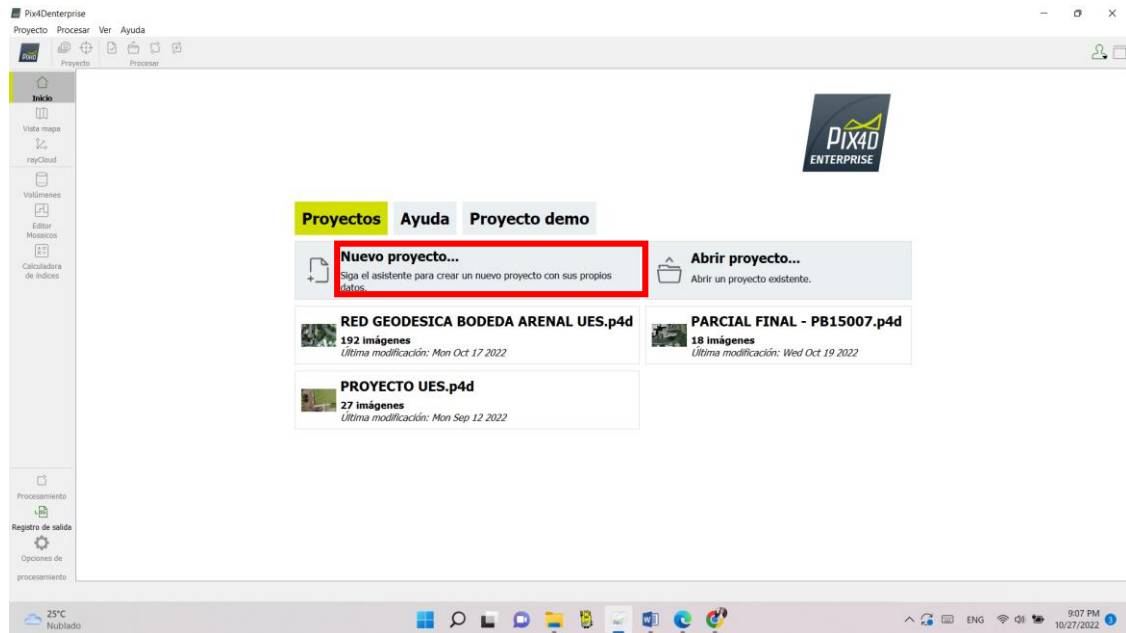 Pix4Denterprise
Proyecto Procesar Ver Ayuda
Proyecto Procesar
Inicio
Vista mapa
rayCloud
Volúmenes
Editor
Mosaicos
Calculadora
de índices
PIX4D
ENTERPRISE
Proyectos Ayuda Proyecto demo
Nuevo proyecto...
Siga el asistente para crear un nuevo proyecto con sus propios
datos.
Abrir proyecto...
Abrir un proyecto existente.
RED GEODESICA BODEDA ARENAL UES.p4d
192 imágenes
Última modificación: Mon Oct 17 2022
PARCIAL FINAL - PB15007.p4d
18 imágenes
Última modificación: Wed Oct 19 2022
PROYECTO UES.p4d
27 imágenes
Última modificación: Mon Sep 12 2022
Procesamiento
Registro de salida
Opciones de
procesamiento
25°C
Nublado
ENG
9:07 PM
10/27/2022
3